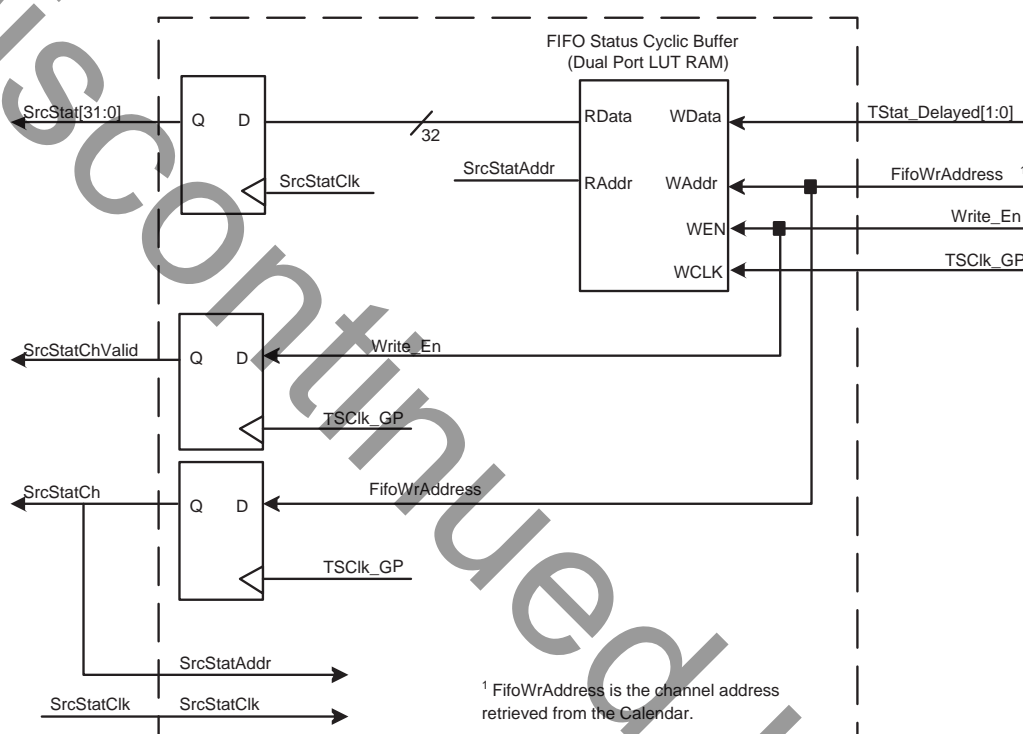 FIFO Status Cyclic Buffer
(Dual Port LUT RAM)
SrcStat[31:0]
Q D
32
RData WData
TStat_Delayed[1:0]
SrcStatClk
SrcStatAddr
RAddr WAddr
FifoWrAddress 1
WEN
Write_En
WCLK
TSClk_GP
SrcStatChValid
Q D
Write_En
TSClk_GP
SrcStatCh
Q D
FifoWrAddress
TSClk_GP
SrcStatAddr
SrcStatClk SrcStatClk
1 FifoWrAddress is the channel address
retrieved from the Calendar.